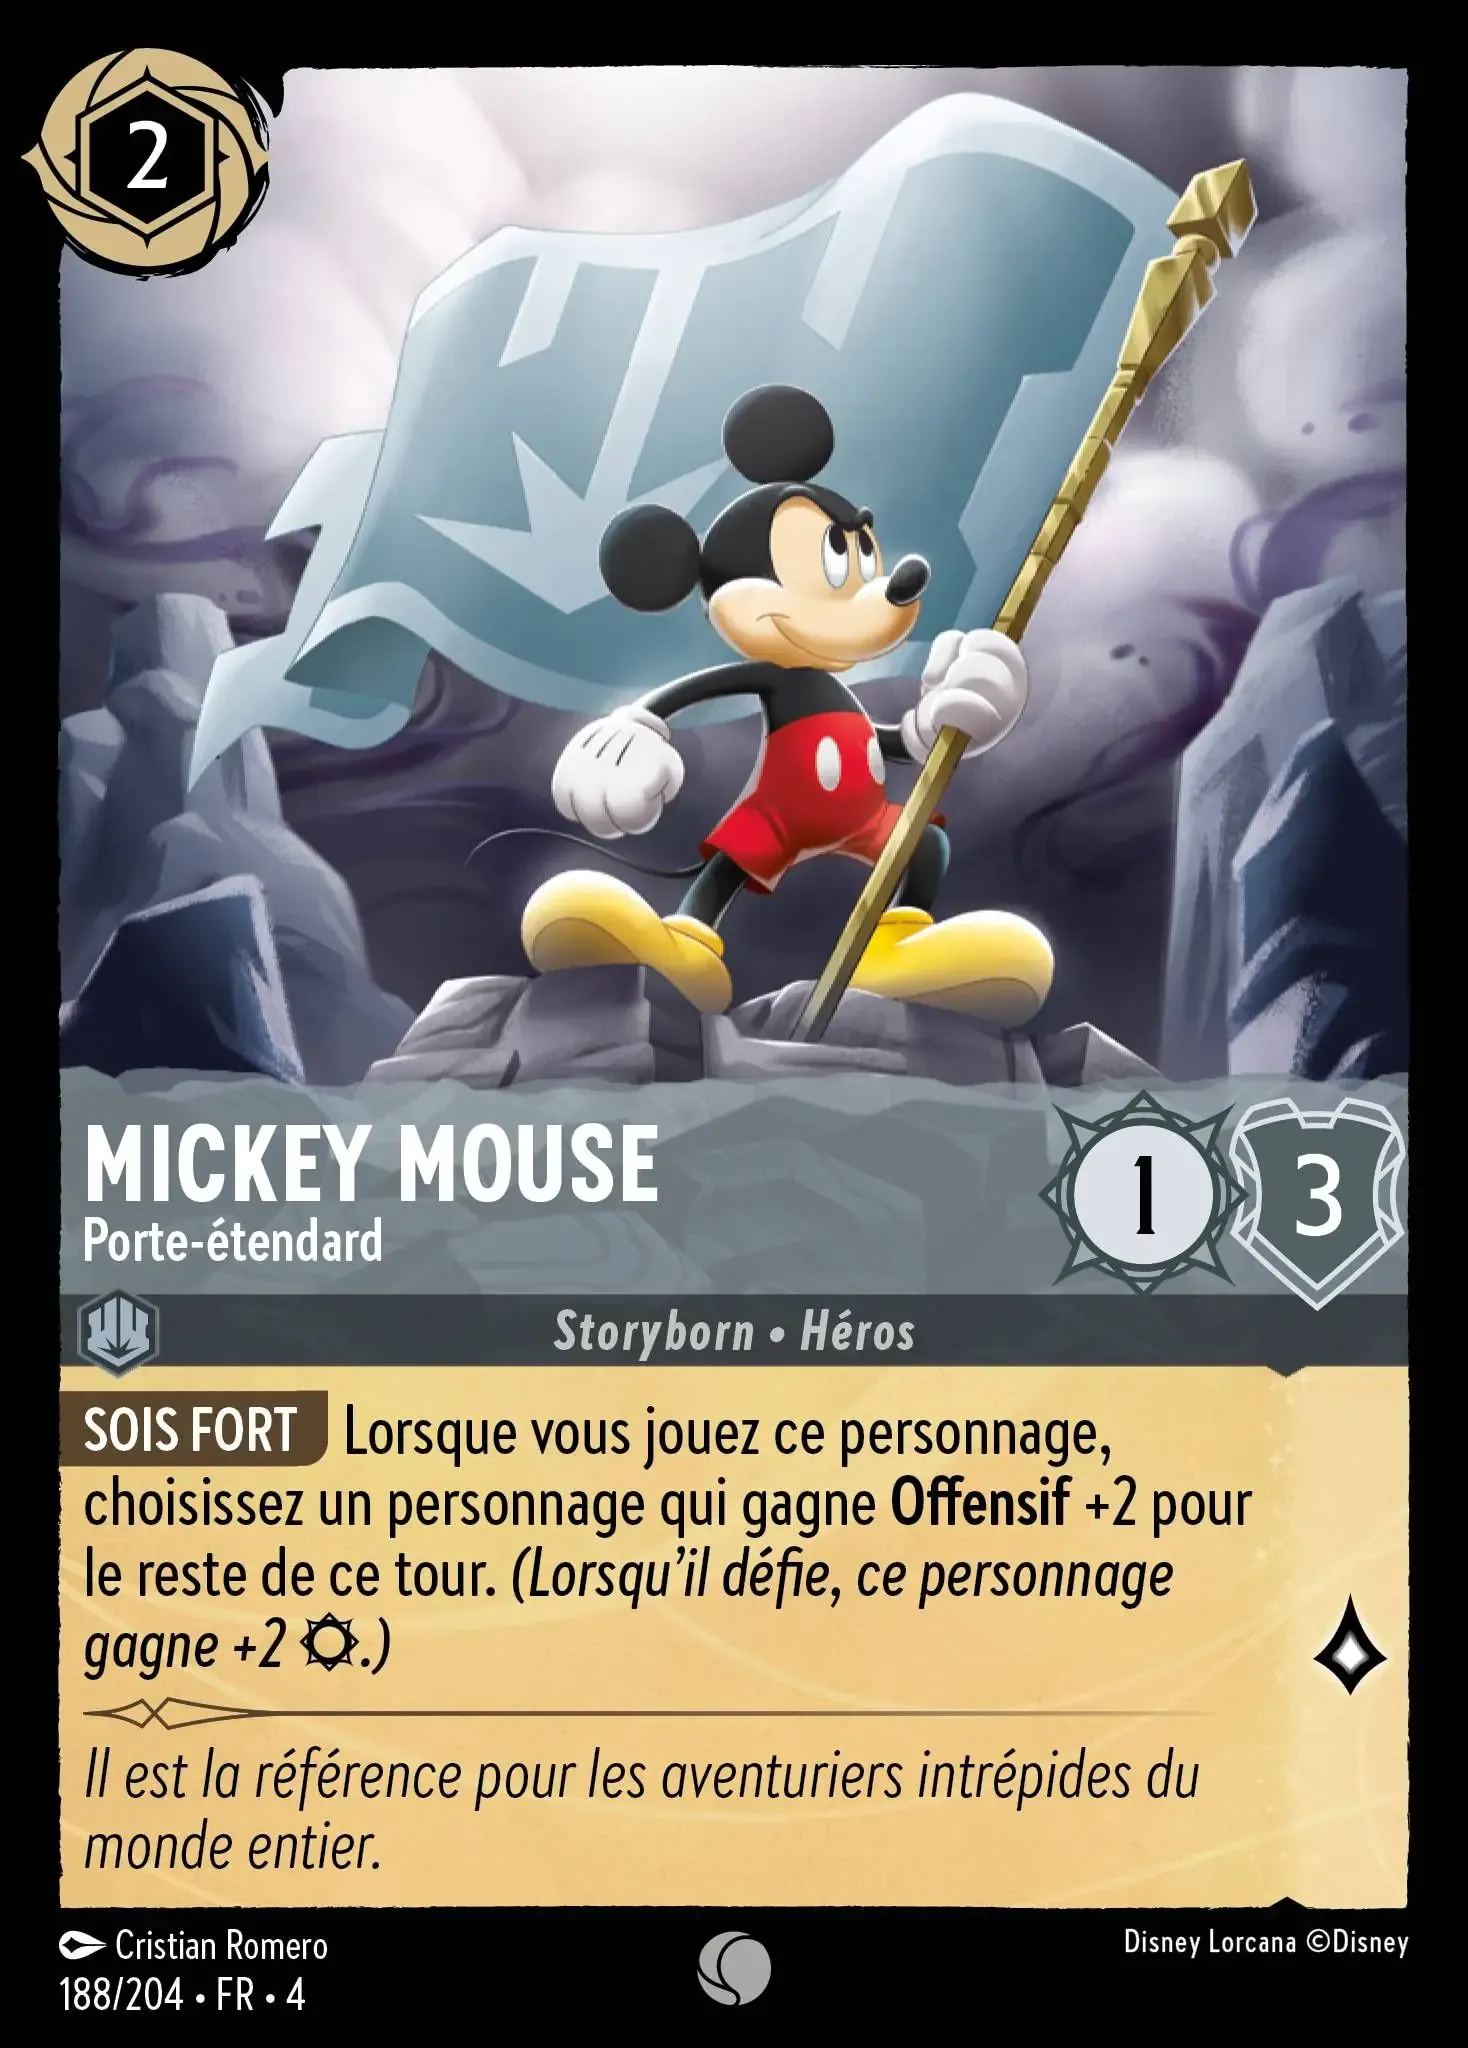 2
MICKEY MOUSE
Porte-étendard
1
3
Storyborn • Héros
SOIS FORT Lorsque vous jouez ce personnage,
choisissez un personnage qui gagne Offensif +2 pour
le reste de ce tour. (Lorsqu'il défie, ce personnage
gagne +2 .)
Il est la référence pour les aventuriers intrépides du
monde entier.
Cristian Romero
Disney Lorcana ©Disney
188/204 • FR • 4